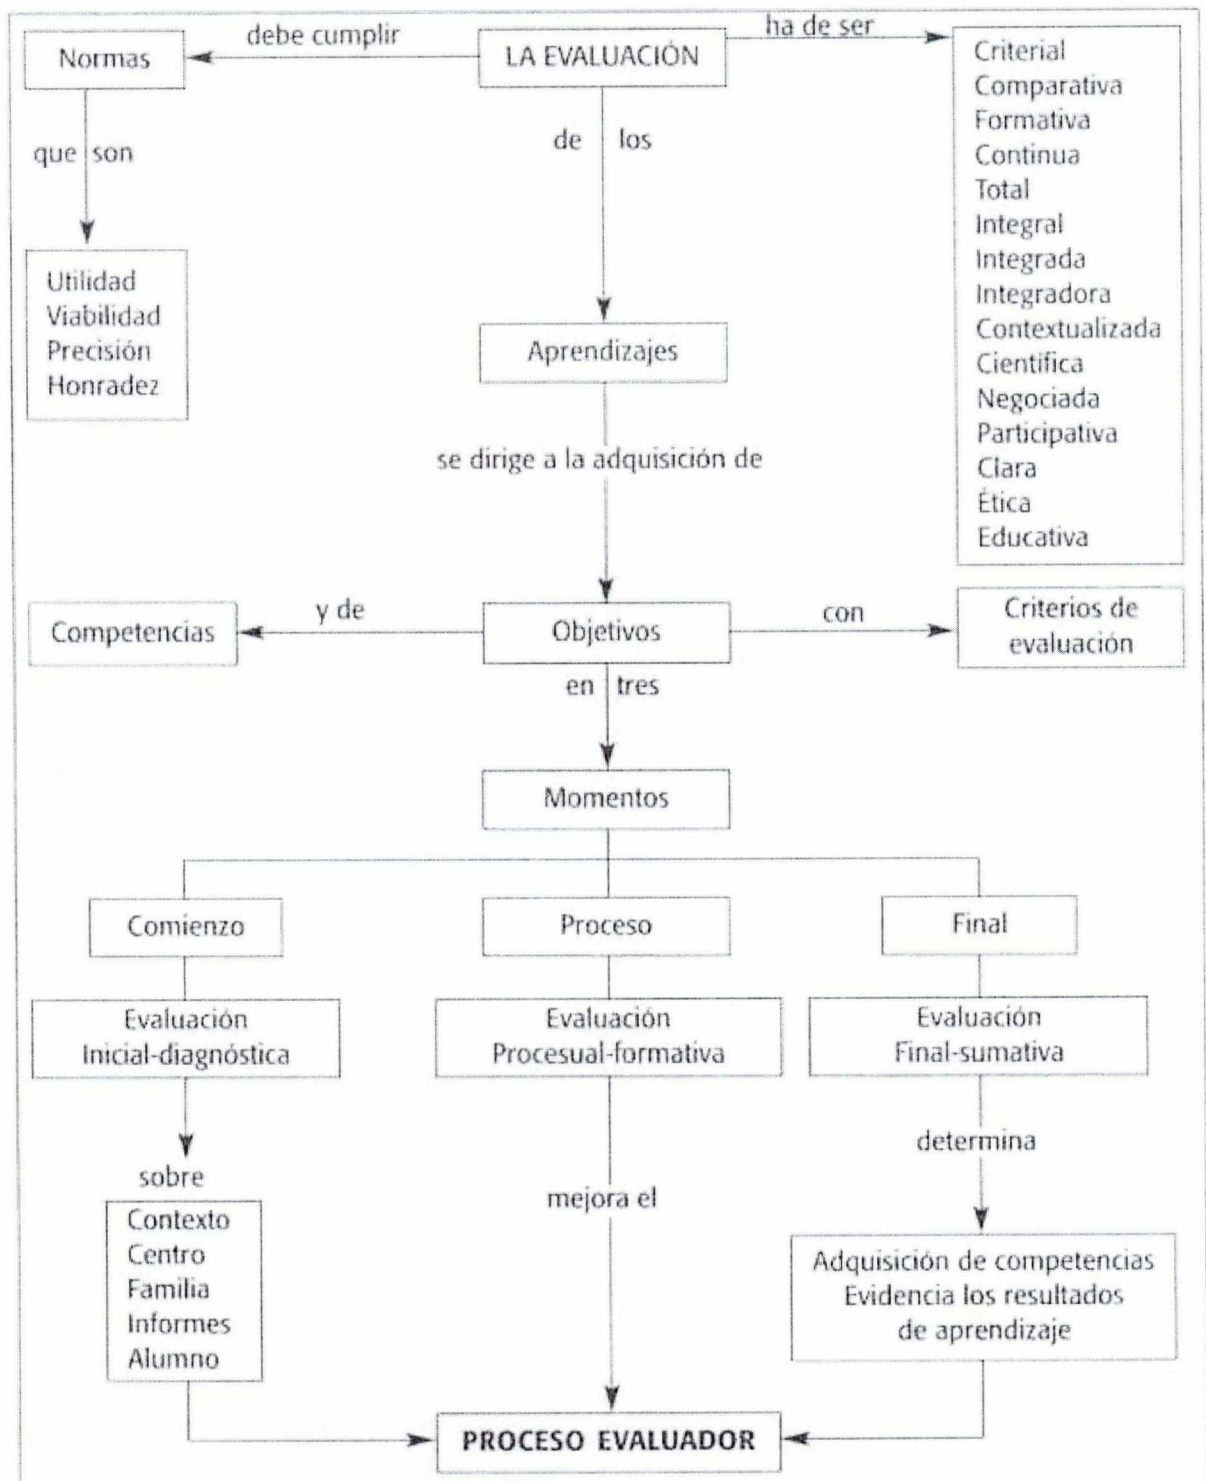 Normas
debe cumplir
LA EVALUACIÓN
ha de ser
Criterial
Comparativa
Formativa
Continua
Total
Integral
Integrada
Integradora
Contextualizada
Científica
Negociada
Participativa
Clara
Ética
Educativa
que son
Utilidad
Viabilidad
Precisión
Honradez
de los
Aprendizajes
se dirige a la adquisición de
Competencias
y de
Objetivos
con
Criterios de
evaluación
en tres
Momentos
Comienzo
Proceso
Final
Evaluación
Inicial-diagnóstica
Evaluación
Procesual-formativa
Evaluación
Final-sumativa
sobre
Contexto
Centro
Familia
Informes
Alumno
mejora el
determina
Adquisición de competencias
Evidencia los resultados
de aprendizaje
PROCESO EVALUADOR